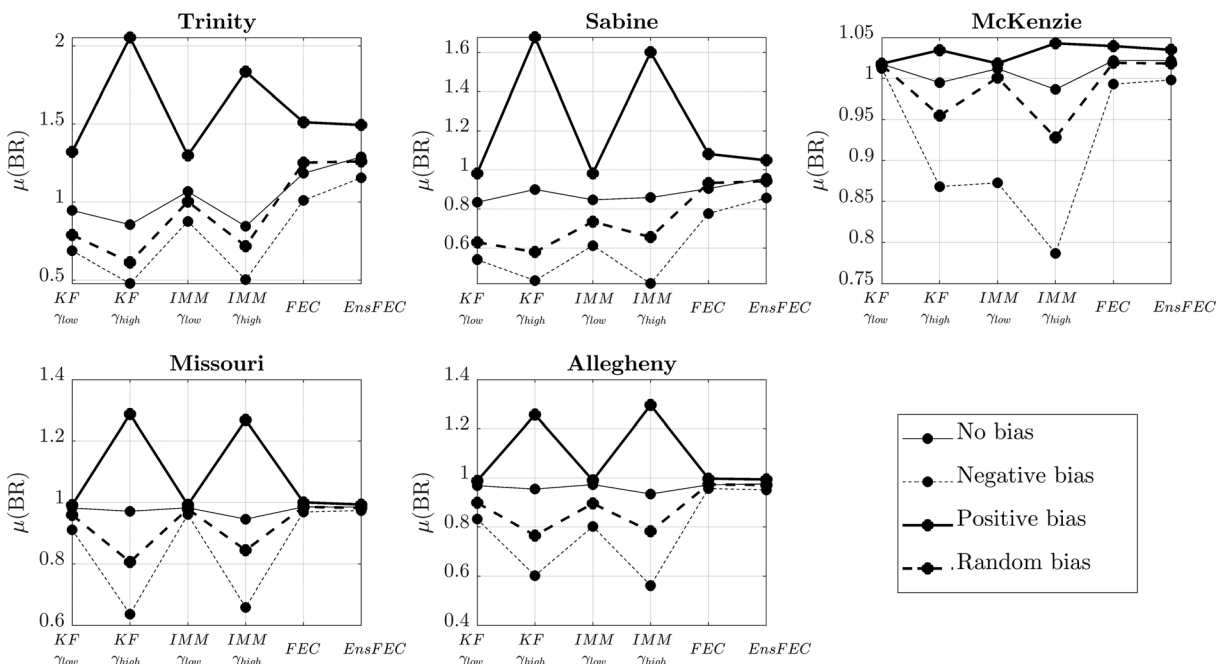 Trinity
2
1.5
1
0.5
μ(BR)
KF KF IMM IMM FEC EnsFEC
γlow γhigh γlow γhigh
Sabine
1.6
1.4
1.2
1
0.8
0.6
μ(BR)
KF KF IMM IMM FEC EnsFEC
γlow γhigh γlow γhigh
McKenzie
1.05
1
0.95
0.9
0.85
0.8
0.75
μ(BR)
KF KF IMM IMM FEC EnsFEC
γlow γhigh γlow γhigh
Missouri
1.4
1.2
1
0.8
0.6
μ(BR)
KF KF IMM IMM FEC EnsFEC
γlow γhigh γlow γhigh
Allegheny
1.4
1.2
1
0.8
0.6
0.4
μ(BR)
KF KF IMM IMM FEC EnsFEC
γlow γhigh γlow γhigh
No bias
Negative bias
Positive bias
Random bias